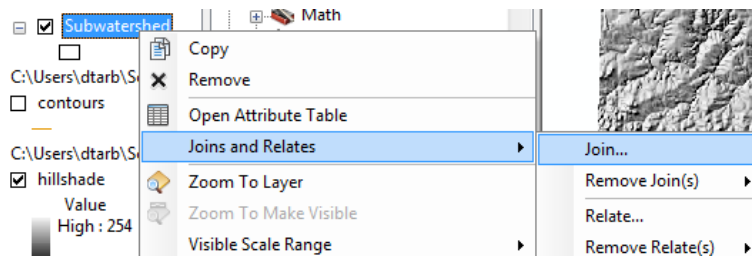 Subwatershed
Math
Copy
C:\Users\dtarb\S
Remove
contours
Open Attribute Table
Joins and Relates
Join...
C:\Users\dtarb\S
hillshade
Zoom To Layer
Remove Join(s)
Value
Zoom To Make Visible
Relate...
High : 254
Visible Scale Range
Remove Relate(s)